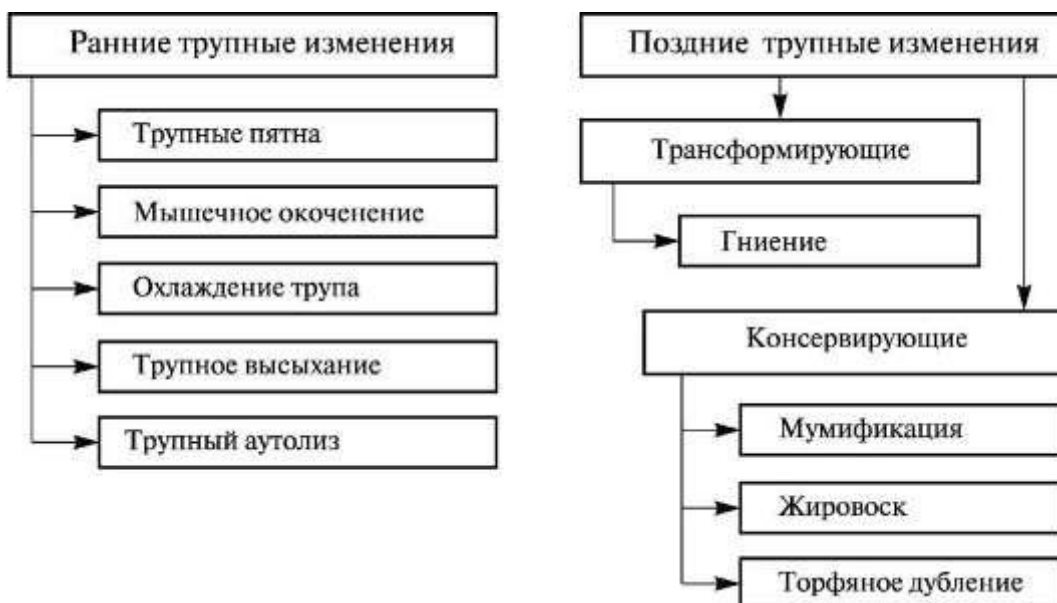 Ранние трупные изменения
Трупные пятна
Мышечное окоченение
Охлаждение трупа
Трупное высыхание
Трупный аутолиз
Поздние трупные изменения
Трансформирующие
Гниение
Консервирующие
Мумификация
Жировоск
Торфяное дубление